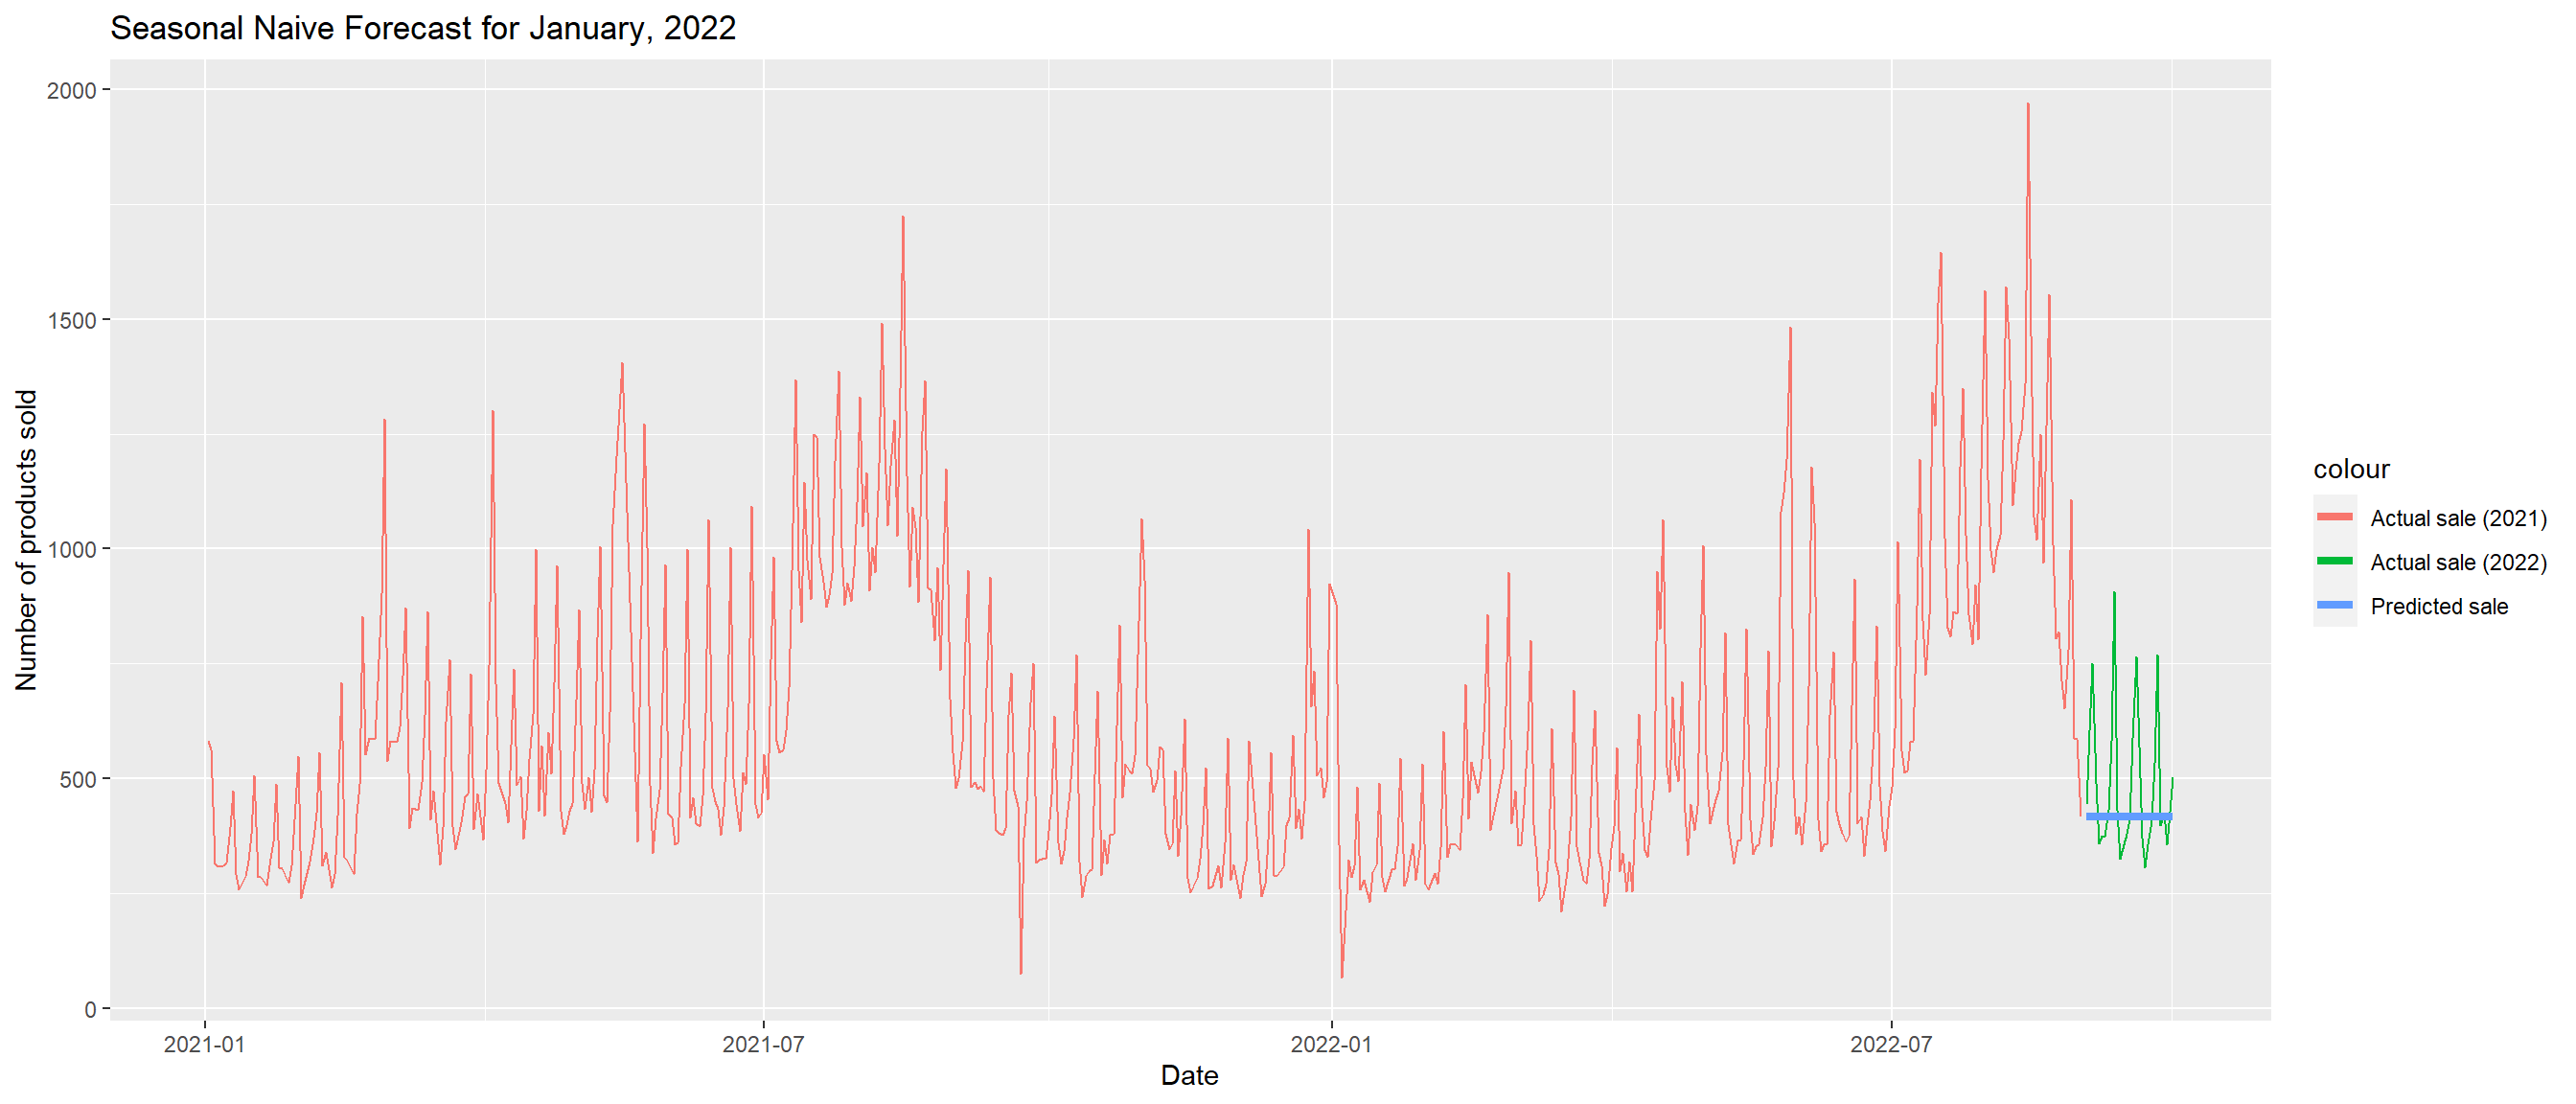 Seasonal Naive Forecast for January, 2022
2000
1500
1000
500
0
Number of products sold
2021-01
2021-07
2022-01
2022-07
Date
colour
Actual sale (2021)
Actual sale (2022)
Predicted sale